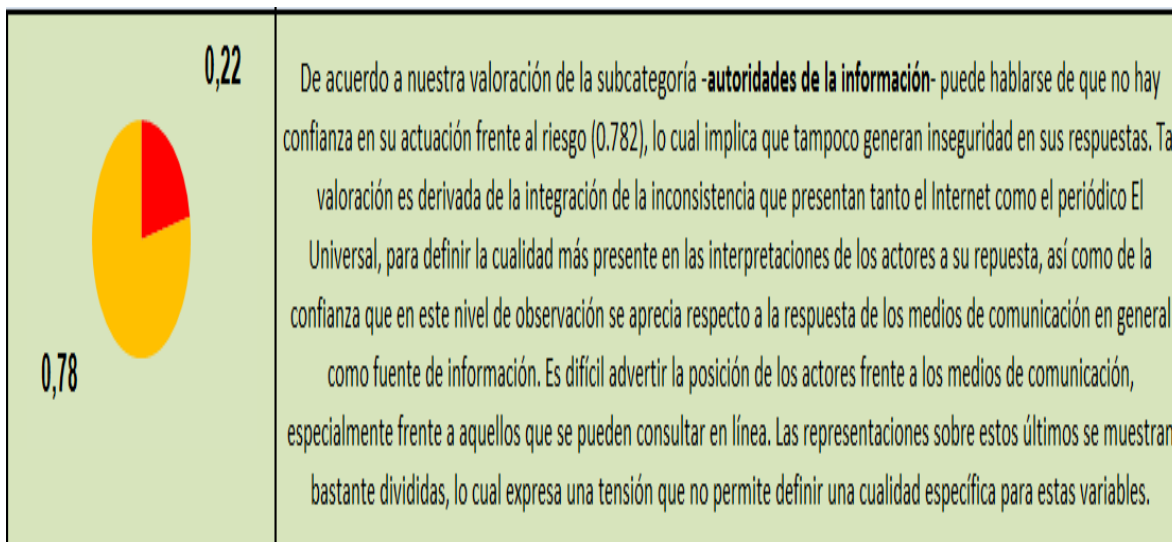 0,22
0,78
De acuerdo a nuestra valoración de la subcategoría -autoridades de la información- puede hablarse de que no hay
confianza en su actuación frente al riesgo (0.782), lo cual implica que tampoco generan inseguridad en sus respuestas. Ta
valoración es derivada de la integración de la inconsistencia que presentan tanto el Internet como el periódico El
Universal, para definir la cualidad más presente en las interpretaciones de los actores a su repuesta, así como de la
confianza que en este nivel de observación se aprecia respecto a la respuesta de los medios de comunicación en general
como fuente de información. Es difícil advertir la posición de los actores frente a los medios de comunicación,
especialmente frente a aquellos que se pueden consultar en línea. Las representaciones sobre estos últimos se muestran
bastante divididas, lo cual expresa una tensión que no permite definir una cualidad específica para estas variables.